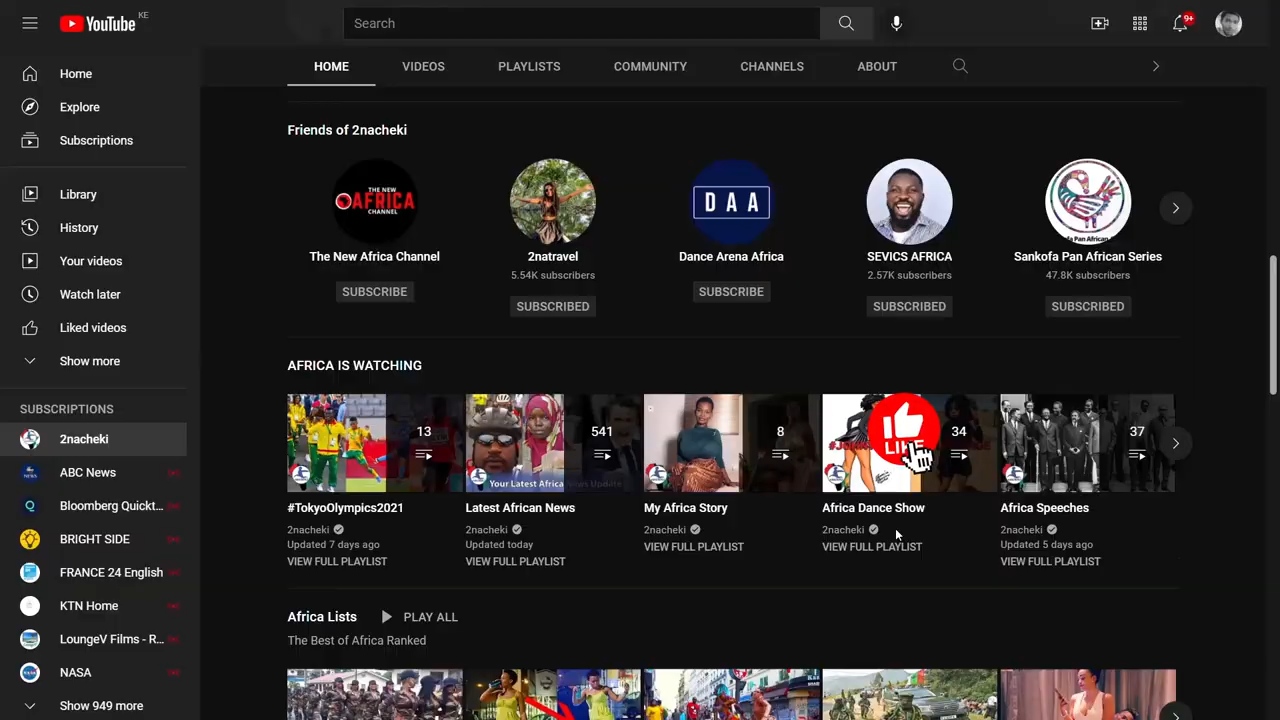 YouTube KE
Search
9+
Home
Explore
Subscriptions
Library
History
Your videos
Watch later
Liked videos
Show more
SUBSCRIPTIONS
2nacheki
ABC News
Bloomberg Quickt...
BRIGHT SIDE
FRANCE 24 English
KTN Home
LoungeV Films - R...
NASA
Show 949 more
HOME VIDEOS PLAYLISTS COMMUNITY CHANNELS ABOUT
Friends of 2nacheki
THE NEW
AFRICA
CHANNEL
DAA
The New Africa Channel 2natravel Dance Arena Africa SEVICS AFRICA Sankofa Pan African Series
5.54K subscribers 2.57K subscribers 47.8K subscribers
SUBSCRIBE SUBSCRIBED SUBSCRIBE SUBSCRIBED SUBSCRIBED
AFRICA IS WATCHING
13 541 8 34 37
LIKE
Your Latest Africa News Update
#TokyoOlympics2021 Latest African News My Africa Story Africa Dance Show Africa Speeches
2nacheki 2nacheki 2nacheki 2nacheki 2nacheki
Updated 7 days ago Updated today VIEW FULL PLAYLIST VIEW FULL PLAYLIST Updated 5 days ago
VIEW FULL PLAYLIST VIEW FULL PLAYLIST VIEW FULL PLAYLIST
Africa Lists PLAY ALL
The Best of Africa Ranked